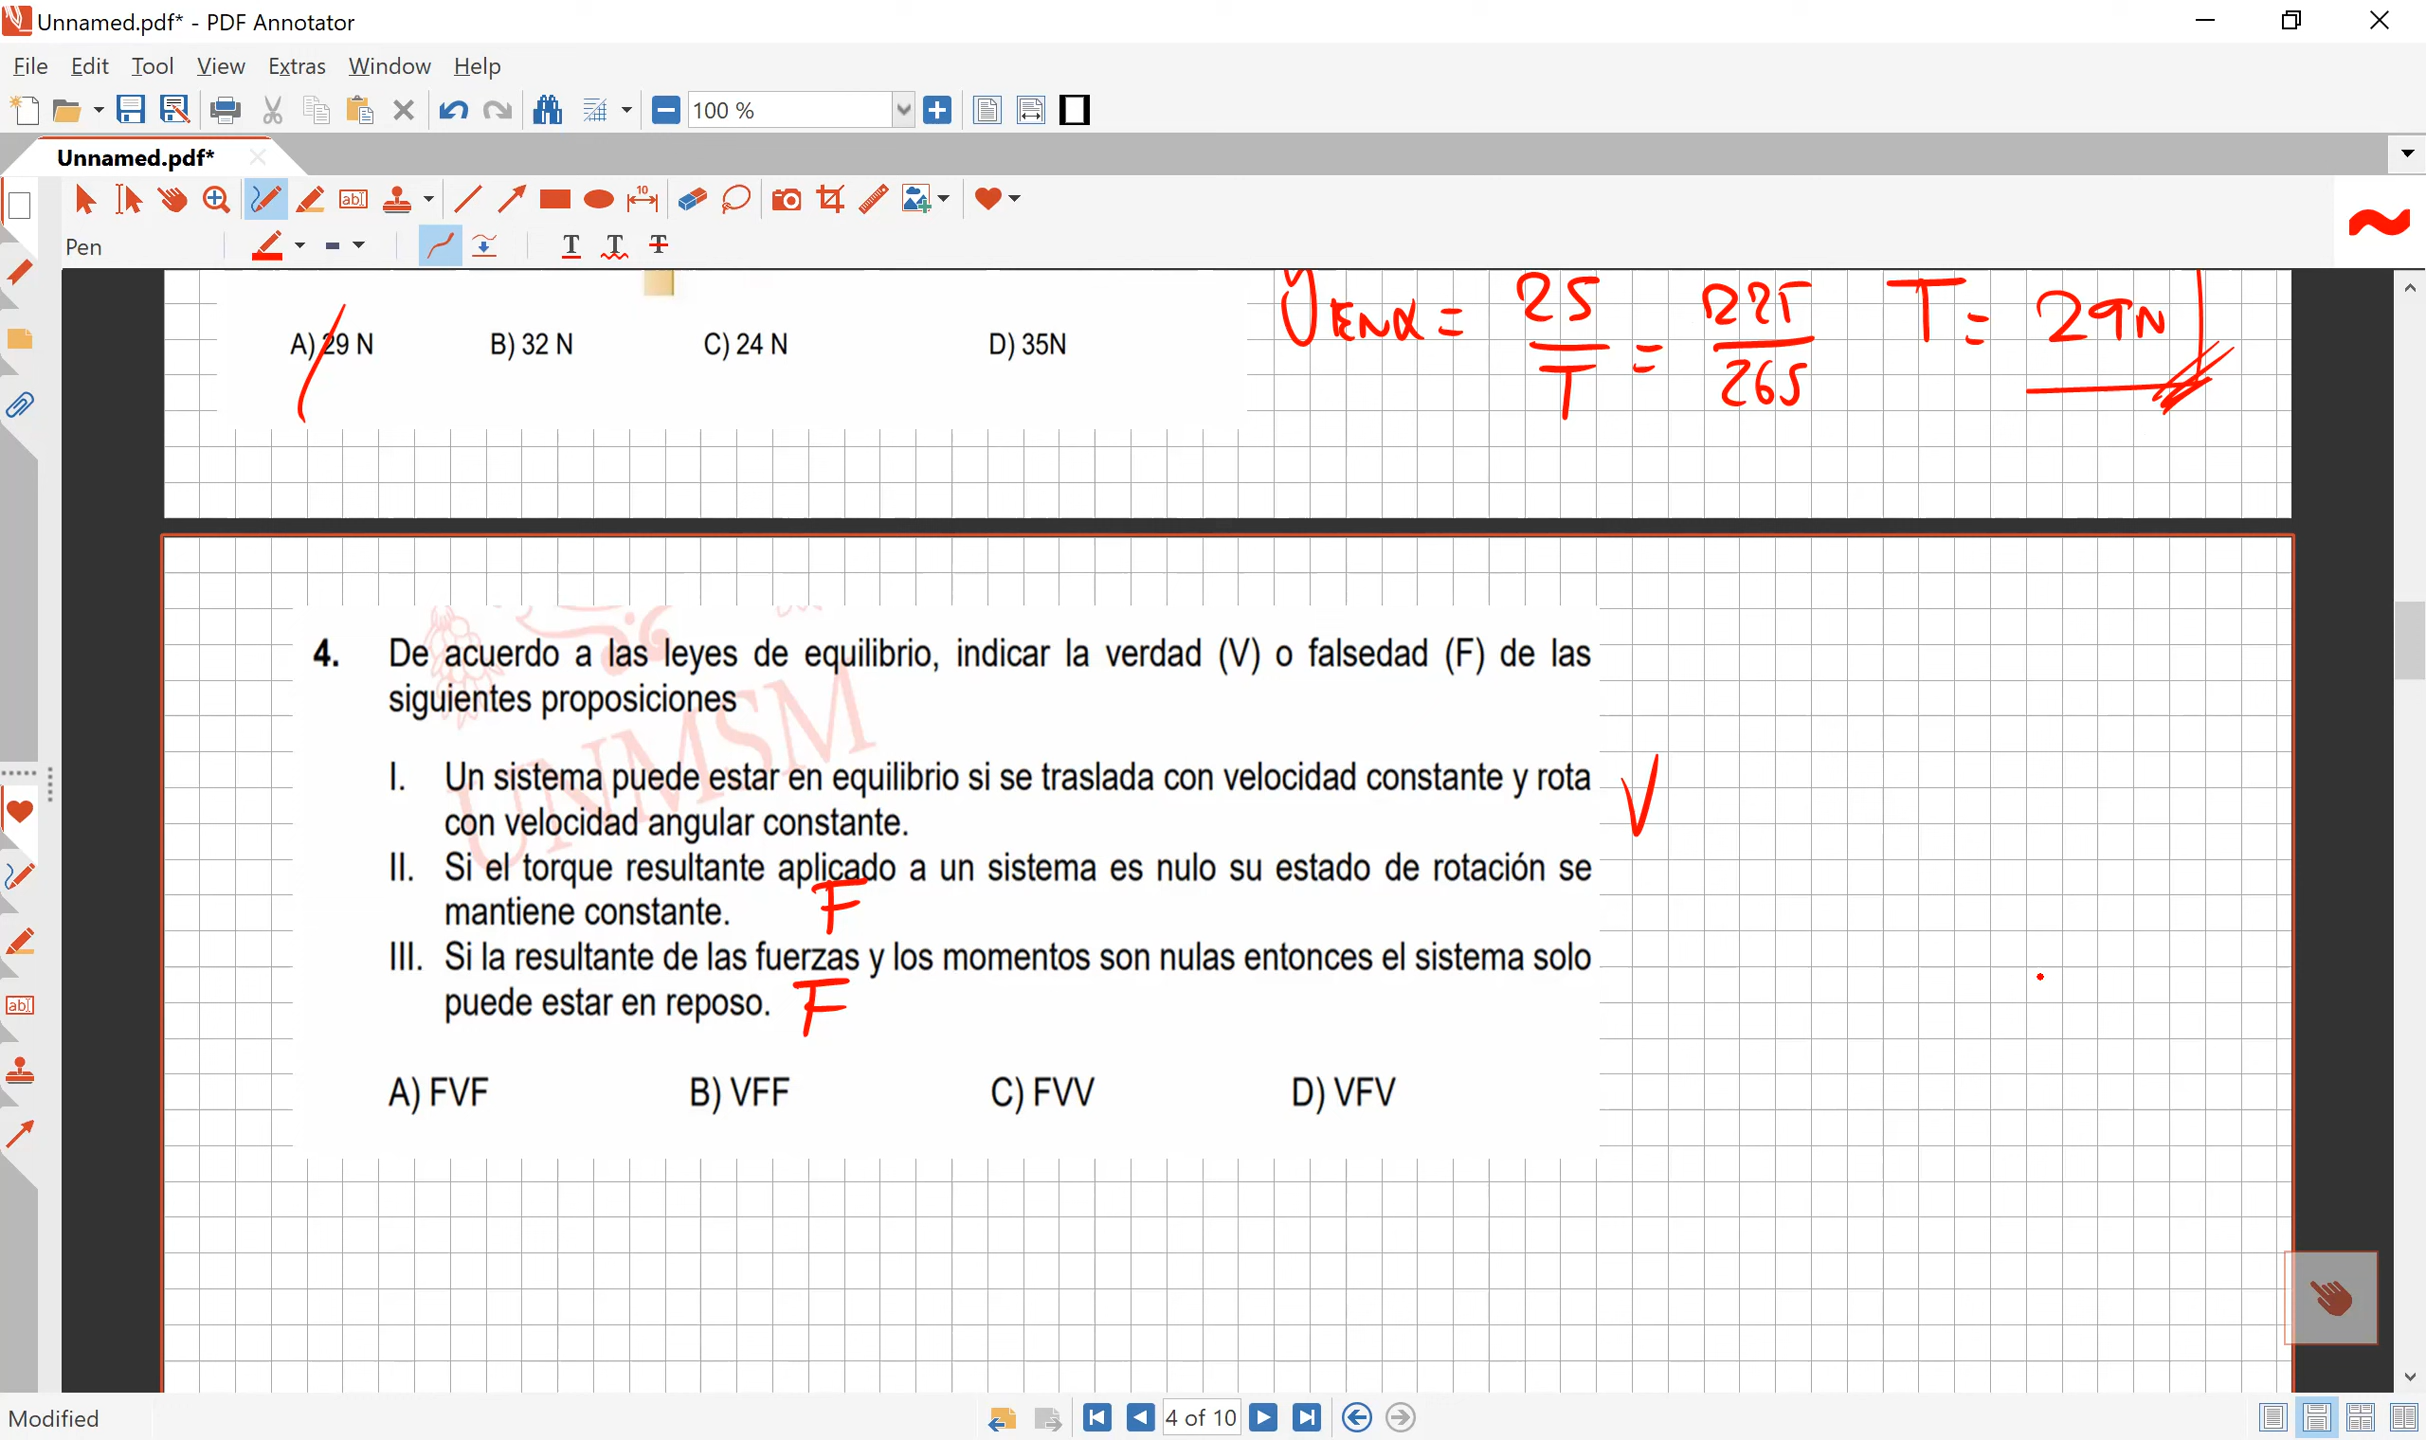 Unnamed.pdf* - PDF Annotator
File Edit Tool View Extras Window Help
100 %
Unnamed.pdf*
Pen
A) 29 N B) 32 N C) 24 N D) 35N
25 225 T = 29N
T = 265
4. De acuerdo a las leyes de equilibrio, indicar la verdad (V) o falsedad (F) de las
siguientes proposiciones
UNMSM
I. Un sistema puede estar en equilibrio si se traslada con velocidad constante y rota V
con velocidad angular constante.
II. Si el torque resultante aplicado a un sistema es nulo su estado de rotación se
mantiene constante. F
III. Si la resultante de las fuerzas y los momentos son nulas entonces el sistema solo
puede estar en reposo. F
A) FVF B) VFF C) FVV D) VFV
Modified
4 of 10